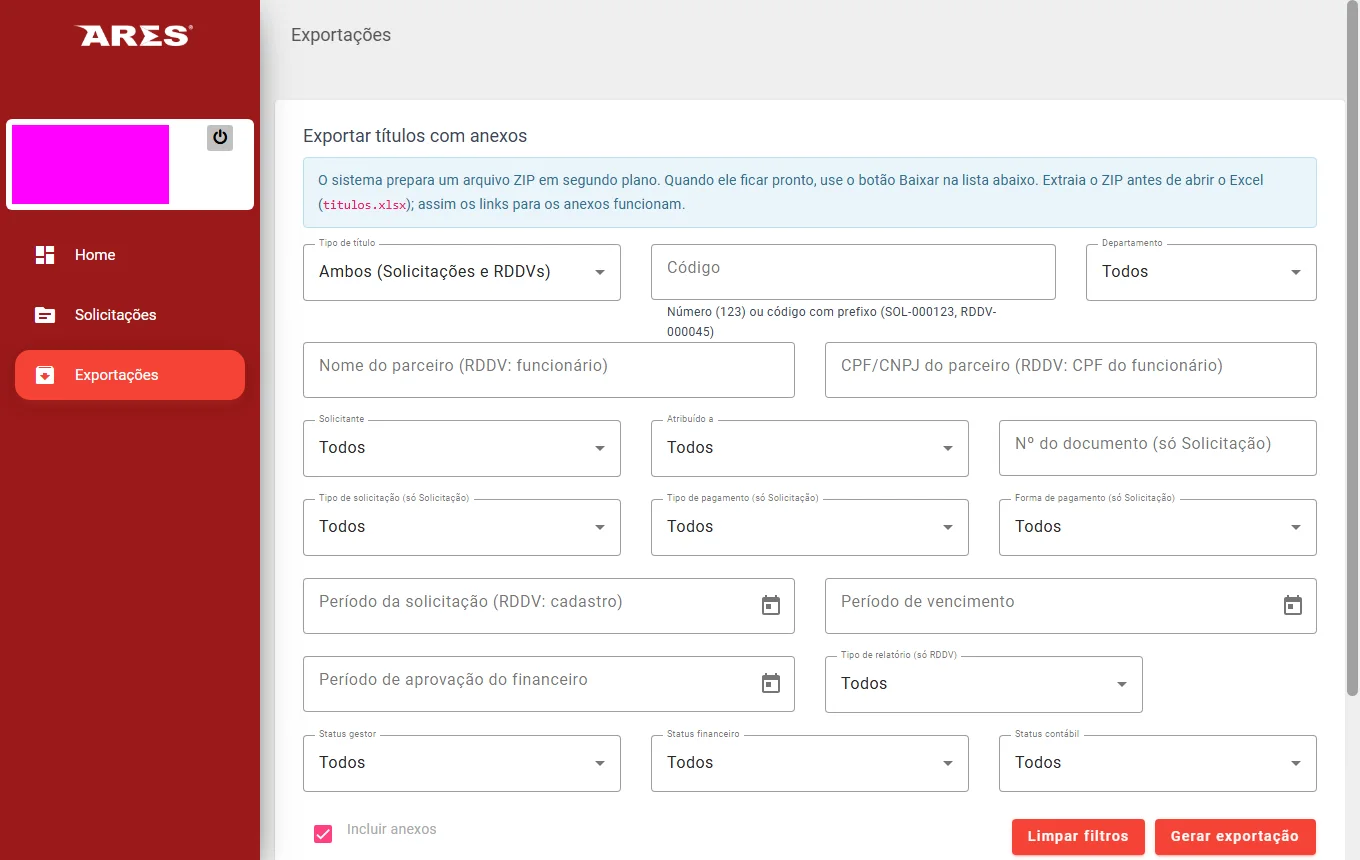 ARES®
Exportações
Home
Solicitações
Exportações
Exportar títulos com anexos
O sistema prepara um arquivo ZIP em segundo plano. Quando ele ficar pronto, use o botão Baixar na lista abaixo. Extraia o ZIP antes de abrir o Excel
(titulos.xlsx); assim os links para os anexos funcionam.
Tipo de título
Ambos (Solicitações e RDDVs)
Código
Número (123) ou código com prefixo (SOL-000123, RDDV-
000045)
Departamento
Todos
Nome do parceiro (RDDV: funcionário)
CPF/CNPJ do parceiro (RDDV: CPF do funcionário)
Solicitante
Todos
Atribuído a
Todos
Nº do documento (só Solicitação)
Tipo de solicitação (só Solicitação)
Todos
Tipo de pagamento (só Solicitação)
Todos
Forma de pagamento (só Solicitação)
Todos
Período da solicitação (RDDV: cadastro)
Período de vencimento
Período de aprovação do financeiro
Tipo de relatório (só RDDV)
Todos
Status gestor
Todos
Status financeiro
Todos
Status contábil
Todos
Incluir anexos
Limpar filtros
Gerar exportação